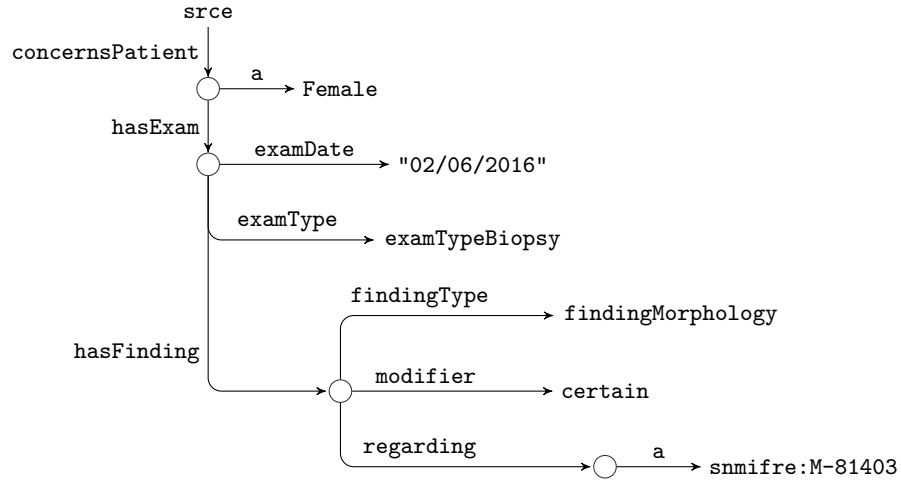 srce
concernsPatient
a
Female
hasExam
examDate
"02/06/2016"
examType
examTypeBiopsy
findingType
findingMorphology
hasFinding
modifier
certain
regarding
a
snmifre:M-81403